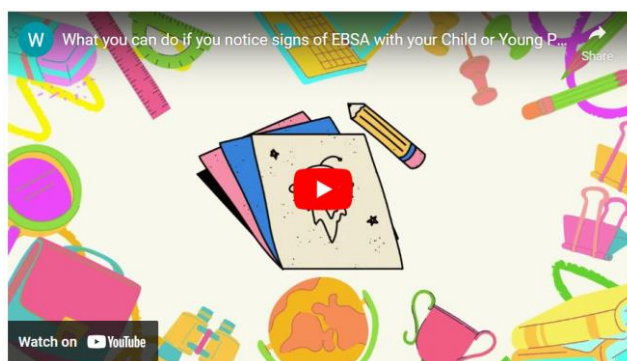 W
What you can do if you notice signs of EBSA with your Child or Young P...
Share
Watch on YouTube